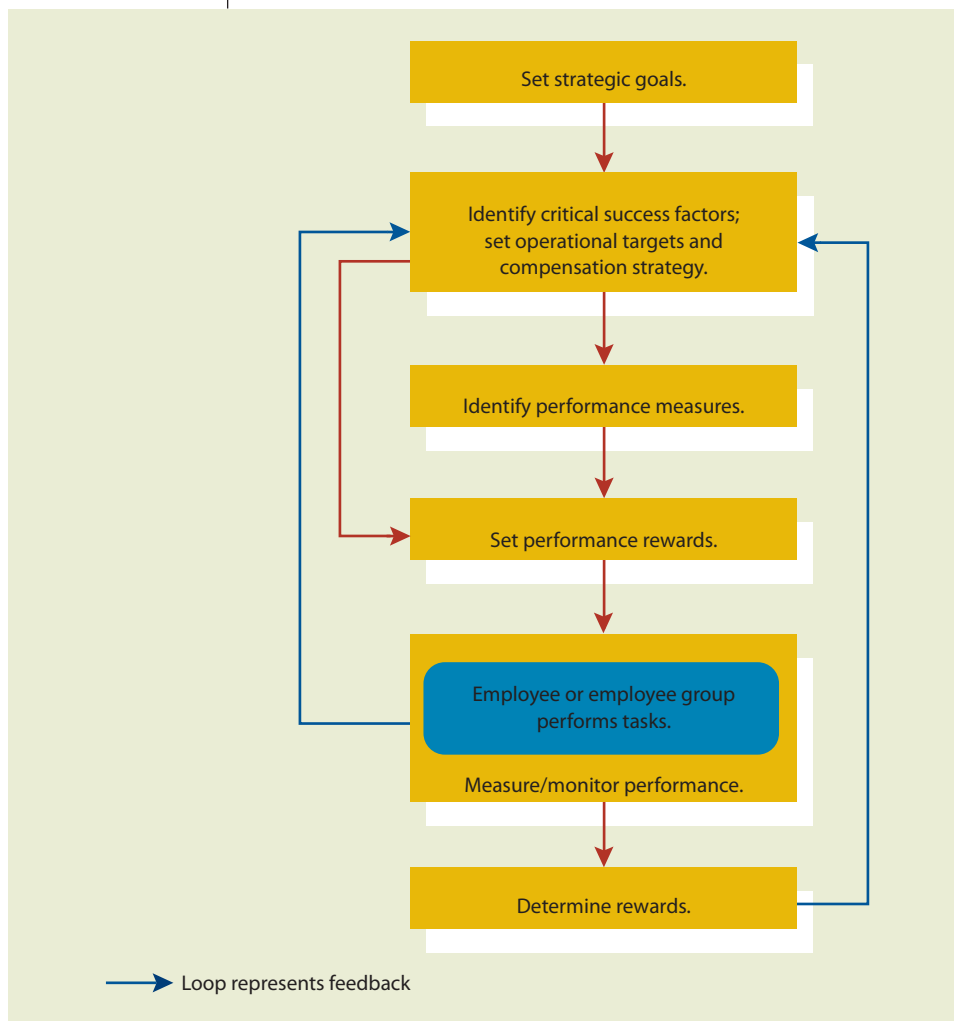 Set strategic goals.
Identify critical success factors;
set operational targets and
compensation strategy.
Identify performance measures.
Set performance rewards.
Employee or employee group
performs tasks.
Measure/monitor performance.
Determine rewards.
Loop represents feedback